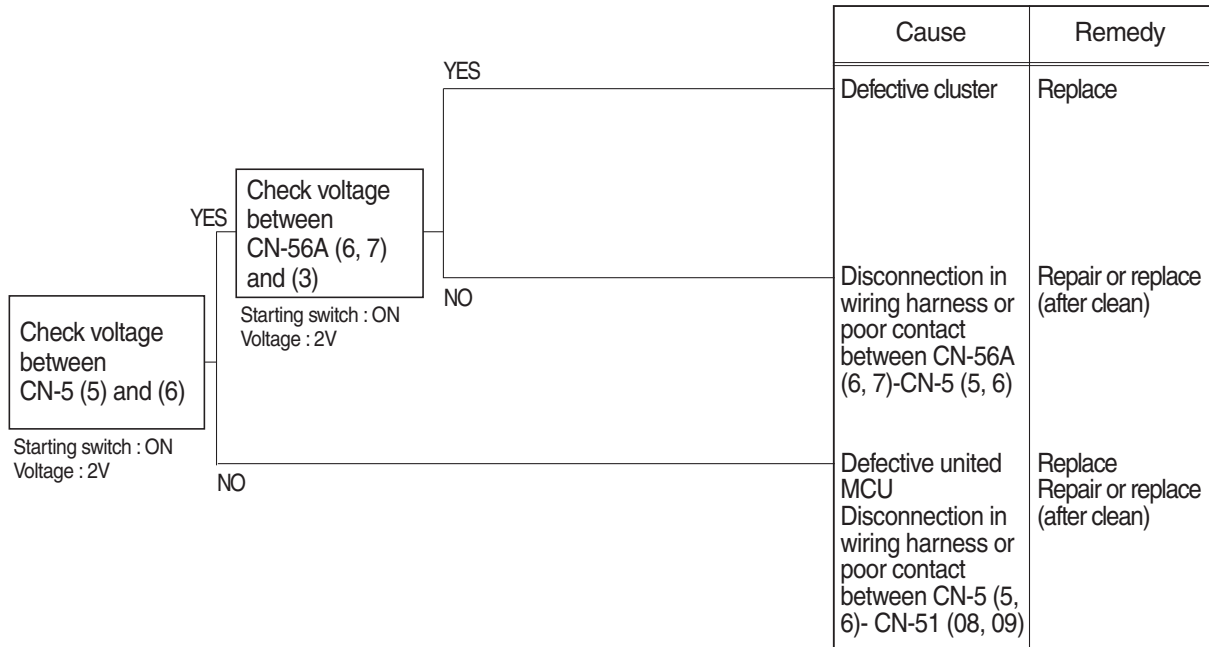 Cause
Remedy
YES
Defective cluster
Replace
Check voltage
between
CN-56A (6, 7)
and (3)
YES
Starting switch : ON
Voltage : 2V
NO
Disconnection in
wiring harness or
poor contact
between CN-56A
(6, 7)-CN-5 (5, 6)
Repair or replace
(after clean)
Check voltage
between
CN-5 (5) and (6)
Starting switch : ON
Voltage : 2V
NO
Defective united
MCU
Disconnection in
wiring harness or
poor contact
between CN-5 (5,
6)- CN-51 (08, 09)
Replace
Repair or replace
(after clean)